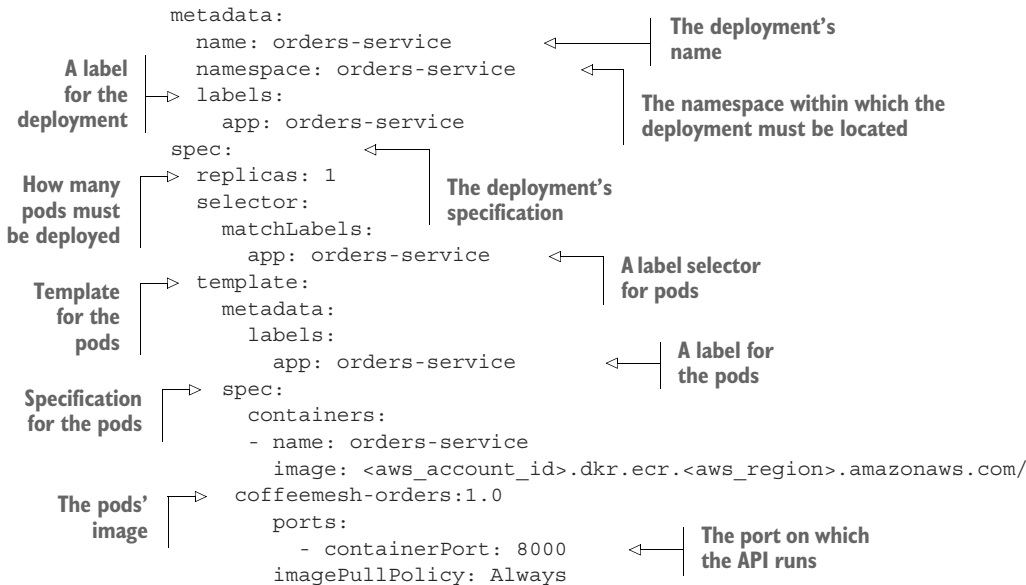 metadata:
  name: orders-service
The deployment's
name
  namespace: orders-service
The namespace within which the
deployment must be located
A label
for the
deployment
  labels:
    app: orders-service
spec:
The deployment's
specification
How many
pods must
be deployed
  replicas: 1
  selector:
    matchLabels:
      app: orders-service
A label selector
for pods
Template
for the
pods
  template:
    metadata:
      labels:
        app: orders-service
A label for
the pods
Specification
for the pods
    spec:
      containers:
      - name: orders-service
        image: <aws_account_id>.dkr.ecr.<aws_region>.amazonaws.com/
The pods'
image
     coffeemesh-orders:1.0
        ports:
          - containerPort: 8000
The port on which
the API runs
        imagePullPolicy: Always